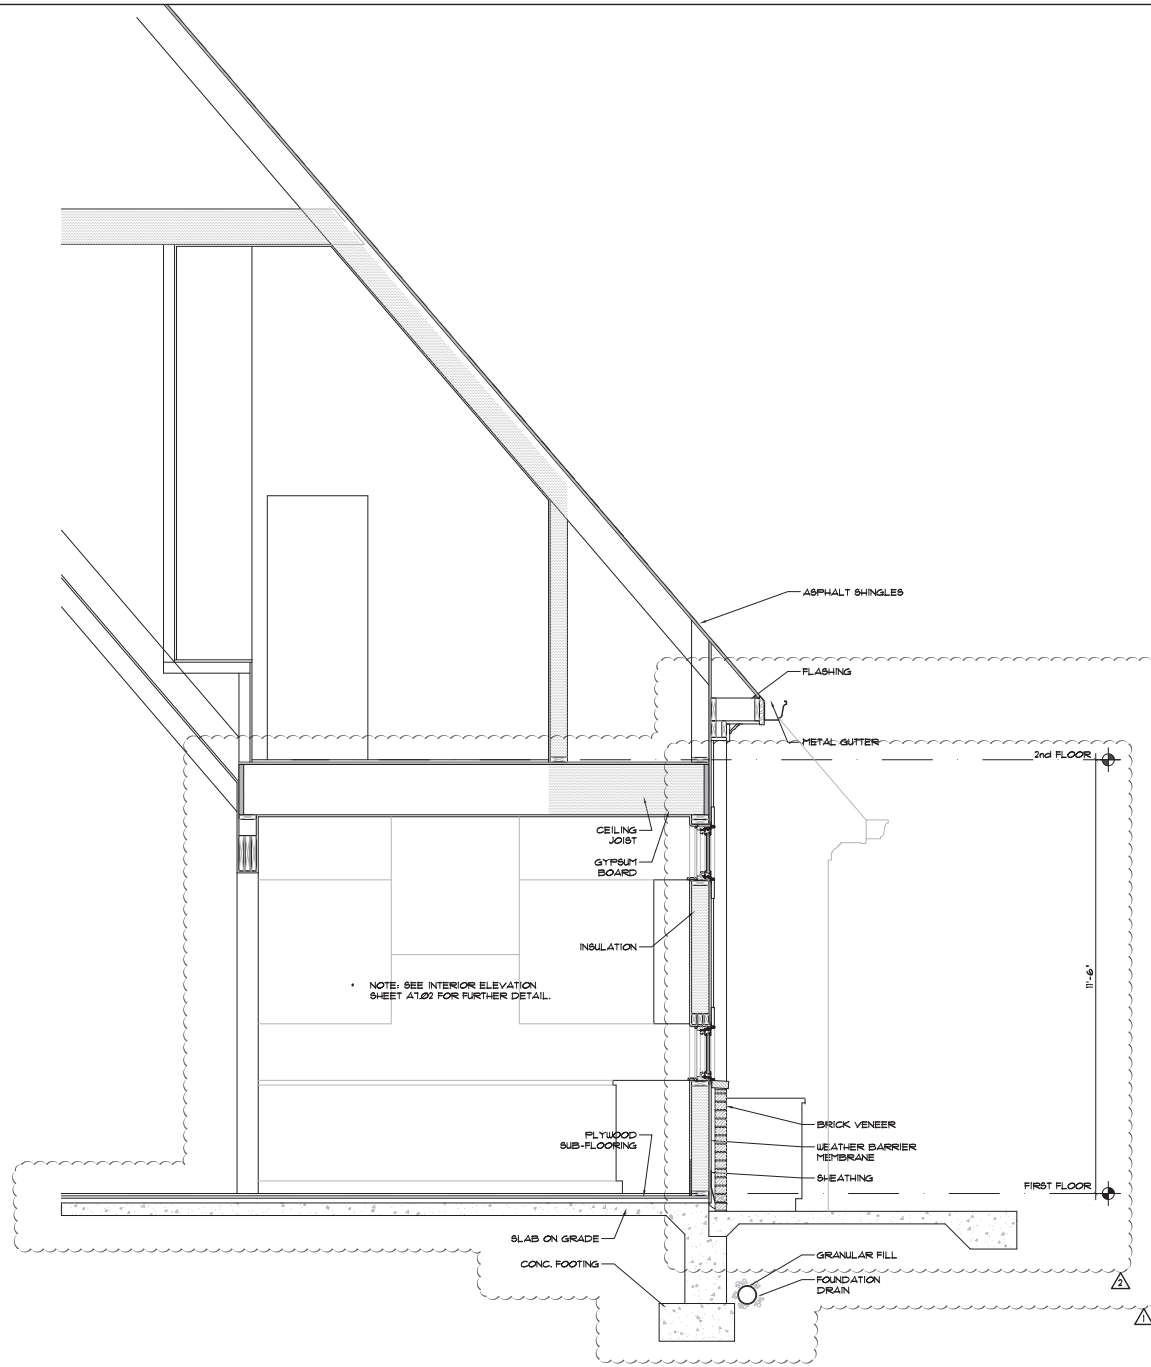 ASPHALT SHINGLES
FLASHING
METAL GUTTER
2nd FLOOR
CEILING
JOIST
GYPSUM
BOARD
INSULATION
11'-6"
* NOTE: SEE INTERIOR ELEVATION
SHEET A7.02 FOR FURTHER DETAIL.
BRICK VENEER
PLYWOOD
SUB-FLOORING
WEATHER BARRIER
MEMBRANE
SHEATHING
FIRST FLOOR
SLAB ON GRADE
GRANULAR FILL
CONC. FOOTING
FOUNDATION
DRAIN
2
1